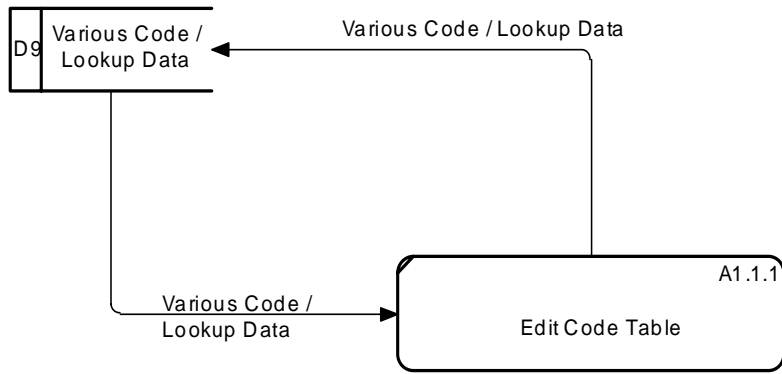 D9
Various Code /
Lookup Data
Various Code / Lookup Data
Various Code /
Lookup Data
A1.1.1
Edit Code Table